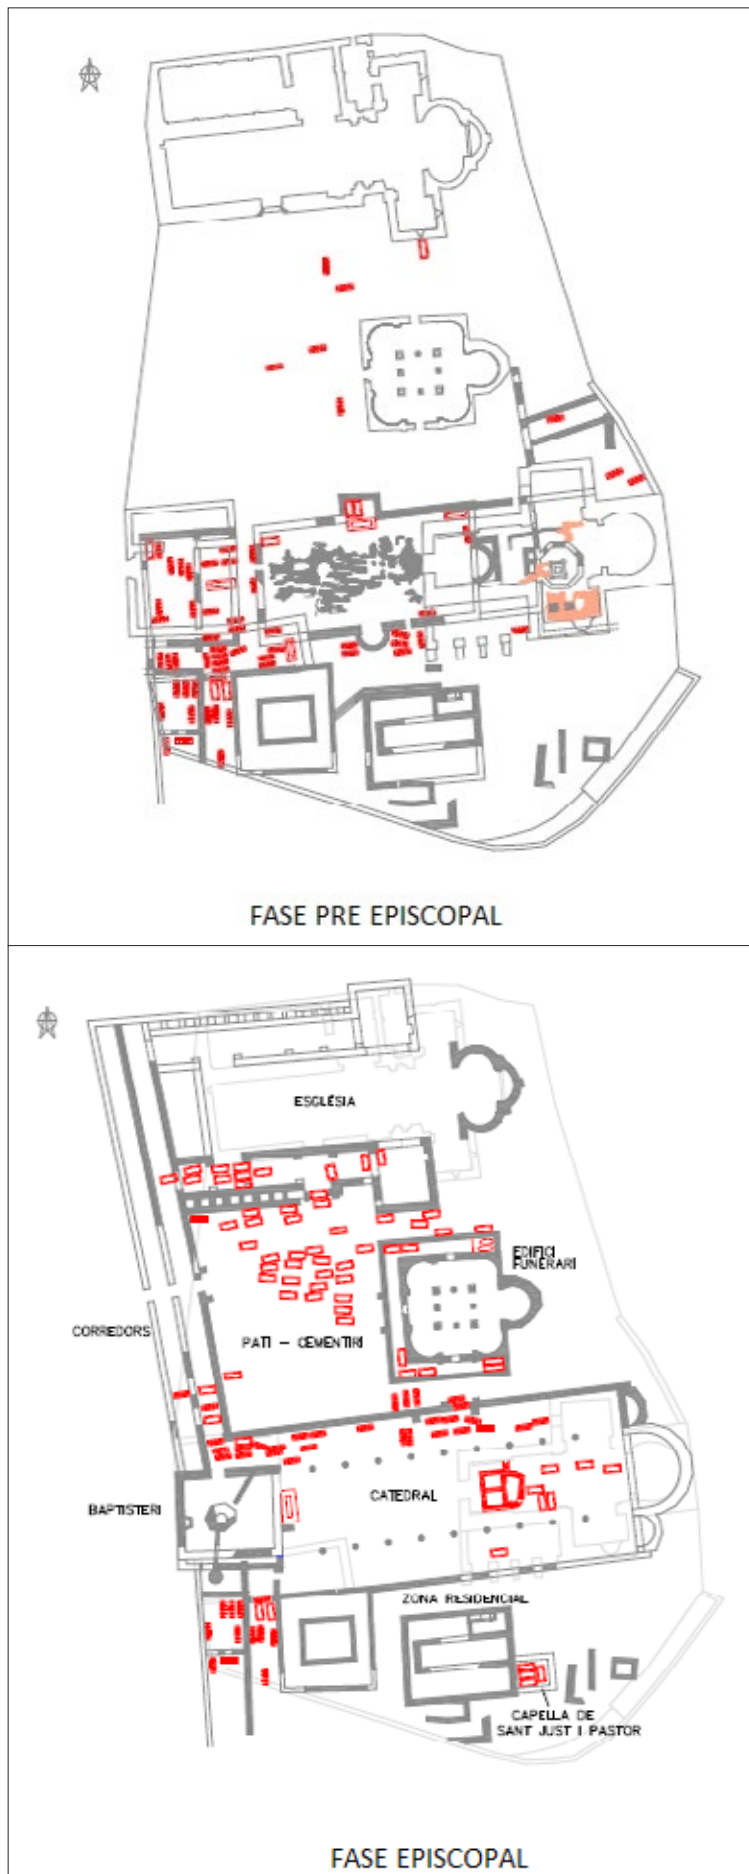 FASE PRE EPISCOPAL
ESGLÉSIA
EDIFICI
FUNERARI
CORREDORS
PATI – CEMENTIRI
BAPTISTERI
CATEDRAL
ZONA RESIDENCIAL
CAPELLA DE
SANT JUST I PASTOR
FASE EPISCOPAL